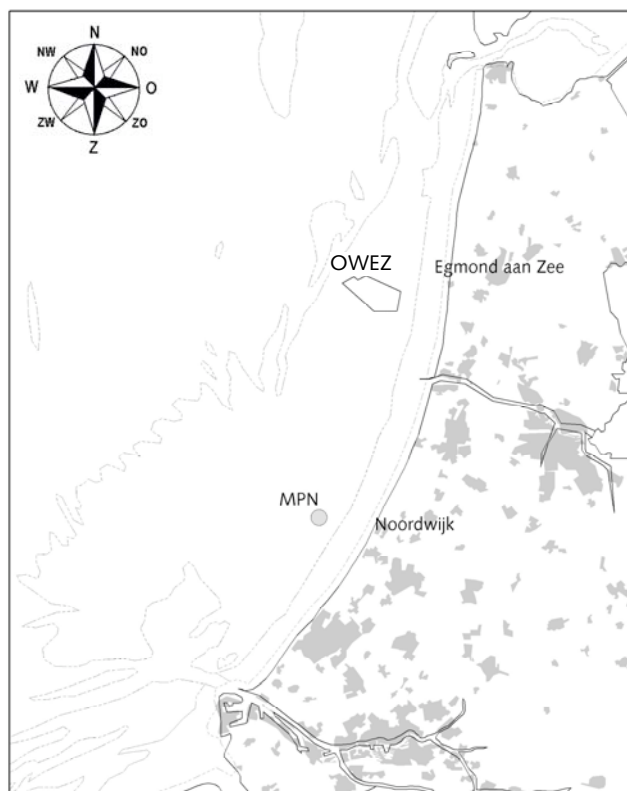 N
NW NO
W O
ZW ZO
Z
OWEZ
Egmond aan Zee
MPN
Noordwijk